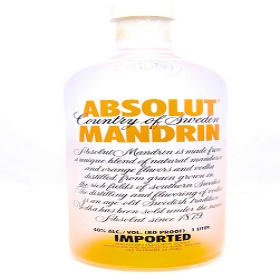 ABSOLUT
Country of Sweden
MANDRIN
Absolut Mandrin is made from
a unique blend of natural mandarin
and orange flavors and vodka
distilled from grain grown in
the rich fields of southern Sweden.
The distilling and flavoring of vodka
is an age-old Swedish tradition
Vodka has been sold under the name
Absolut since 1879.
40% ALC./VOL. (80 PROOF) 1 LITER
IMPORTED